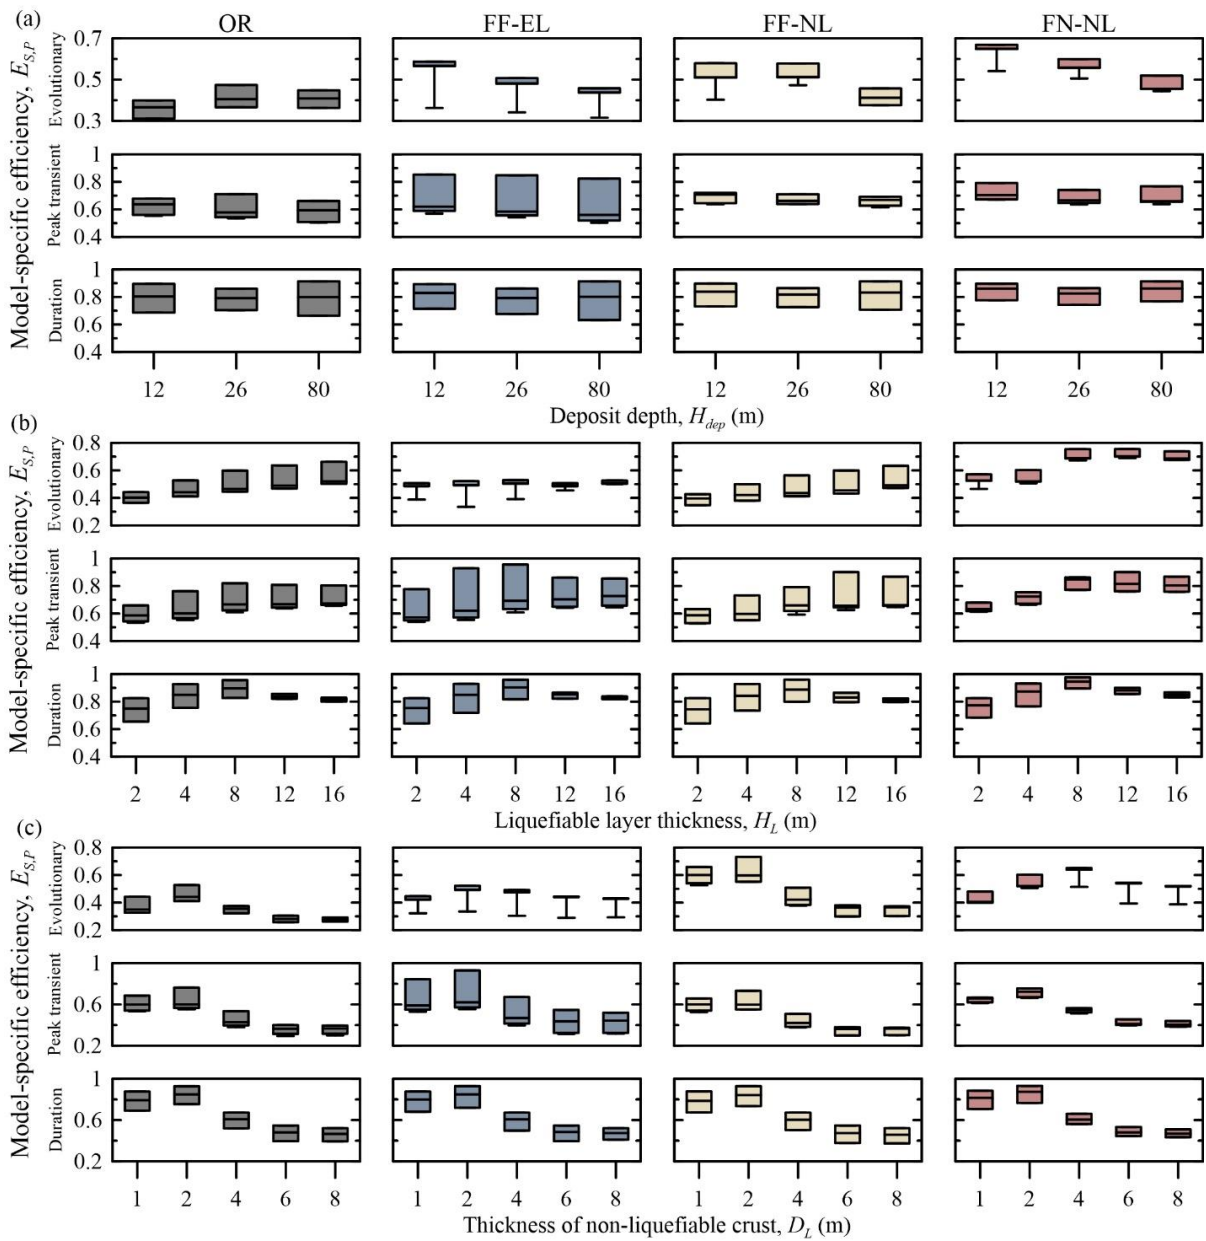 (a)
OR FF-EL FF-NL FN-NL
Model-specific efficiency, E_{S,P}
Evolutionary
0.7
0.5
0.3
Peak transient
1
0.8
0.6
0.4
Duration
1
0.8
0.6
0.4
12 26 80 12 26 80 12 26 80 12 26 80
Deposit depth, H_{dep} (m)
(b)
Model-specific efficiency, E_{S,P}
Evolutionary
0.8
0.6
0.4
0.2
Peak transient
1
0.8
0.6
0.4
Duration
1
0.8
0.6
0.4
2 4 8 12 16 2 4 8 12 16 2 4 8 12 16 2 4 8 12 16
Liquefiable layer thickness, H_L (m)
(c)
Model-specific efficiency, E_{S,P}
Evolutionary
0.8
0.6
0.4
0.2
Peak transient
1
0.6
0.2
Duration
1
0.6
0.2
1 2 4 6 8 1 2 4 6 8 1 2 4 6 8 1 2 4 6 8
Thickness of non-liquefiable crust, D_L (m)